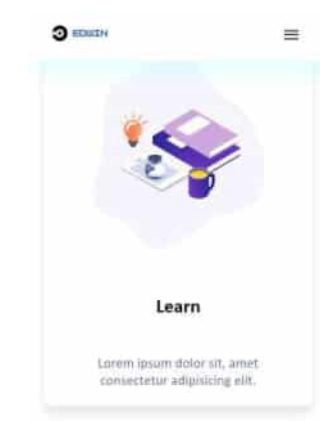 EDWIN
Learn
Lorem ipsum dolor sit, amet
consectetur adipisicing elit.